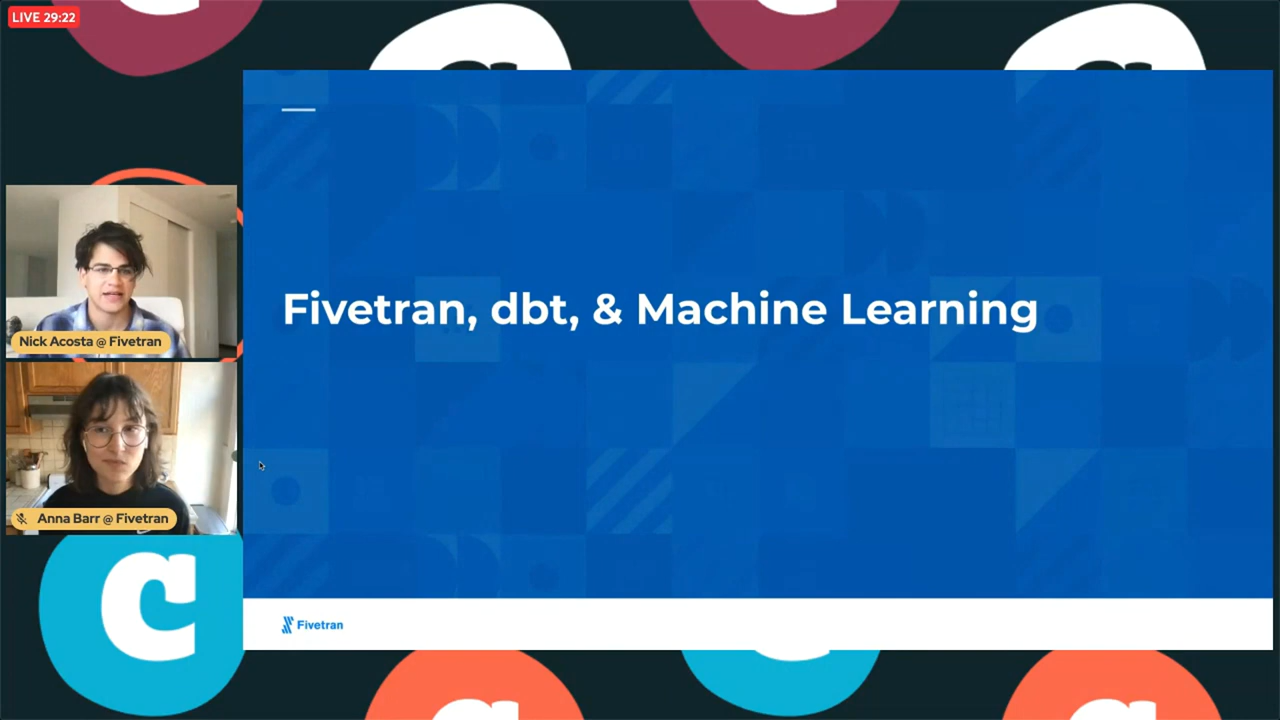 LIVE 29:22
Fivetran, dbt, & Machine Learning
Nick Acosta @ Fivetran
Anna Barr @ Fivetran
Fivetran